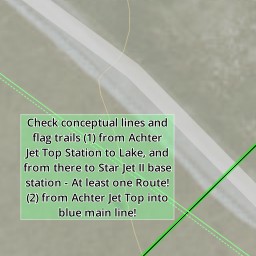 Check conceptual lines and
flag trails (1) from Achter
Jet Top Station to Lake, and
from there to Star Jet II base
station - At least one Route!
(2) from Achter Jet Top into
blue main line!